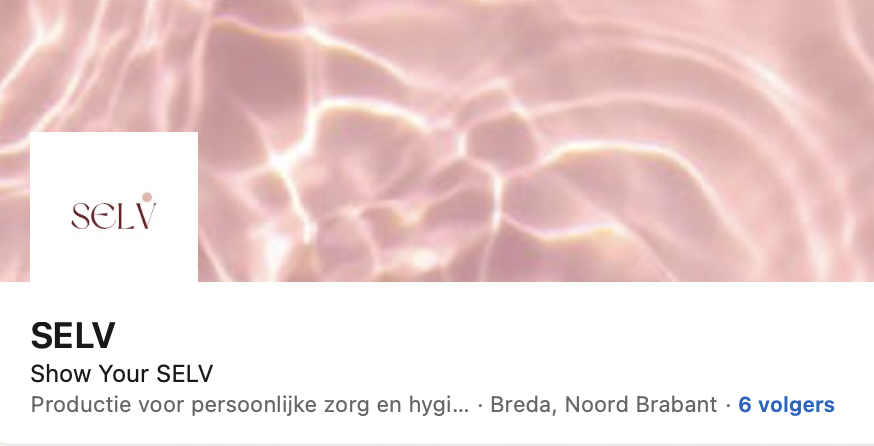 SELV
SELV
Show Your SELV
Productie voor persoonlijke zorg en hygi... · Breda, Noord Brabant · 6 volgers